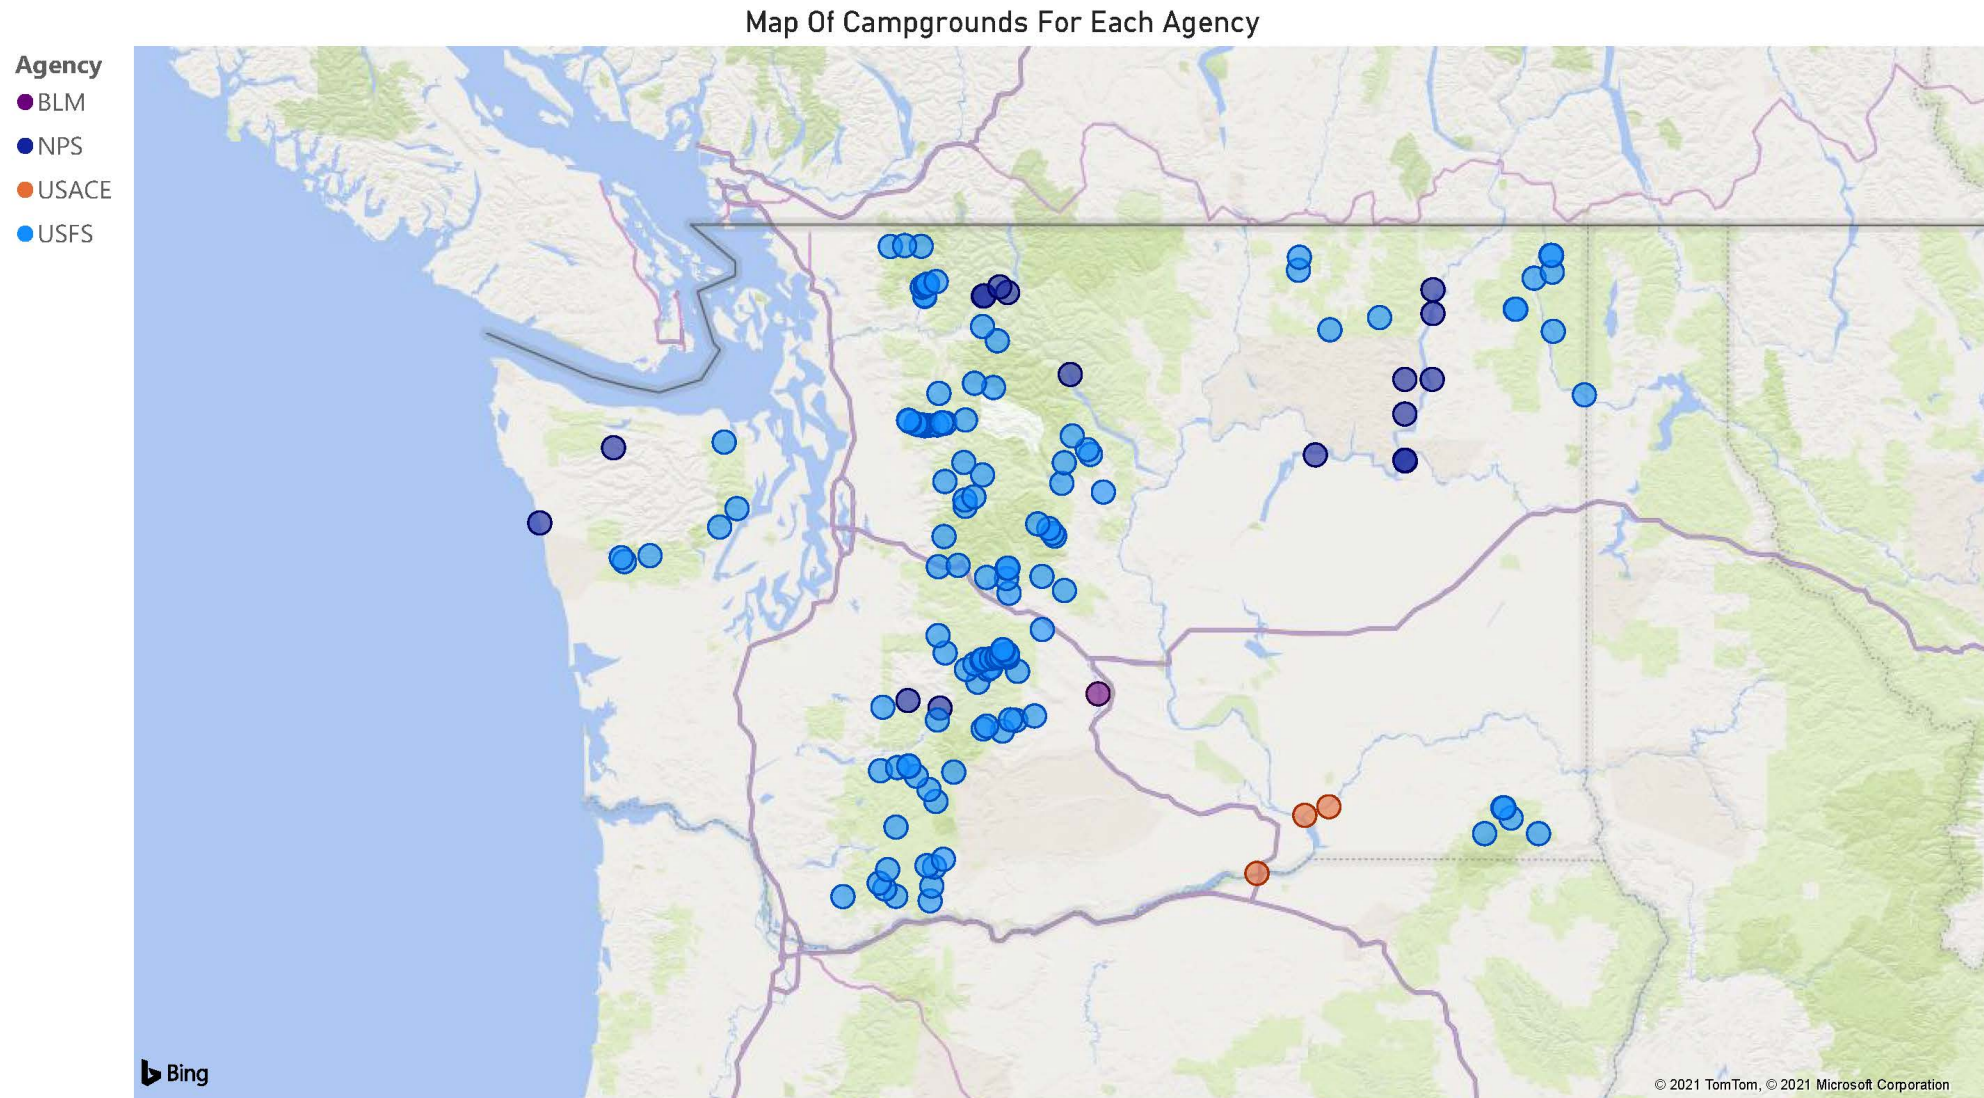 Map Of Campgrounds For Each Agency
Agency
BLM
NPS
USACE
USFS
Bing
© 2021 TomTom, © 2021 Microsoft Corporation